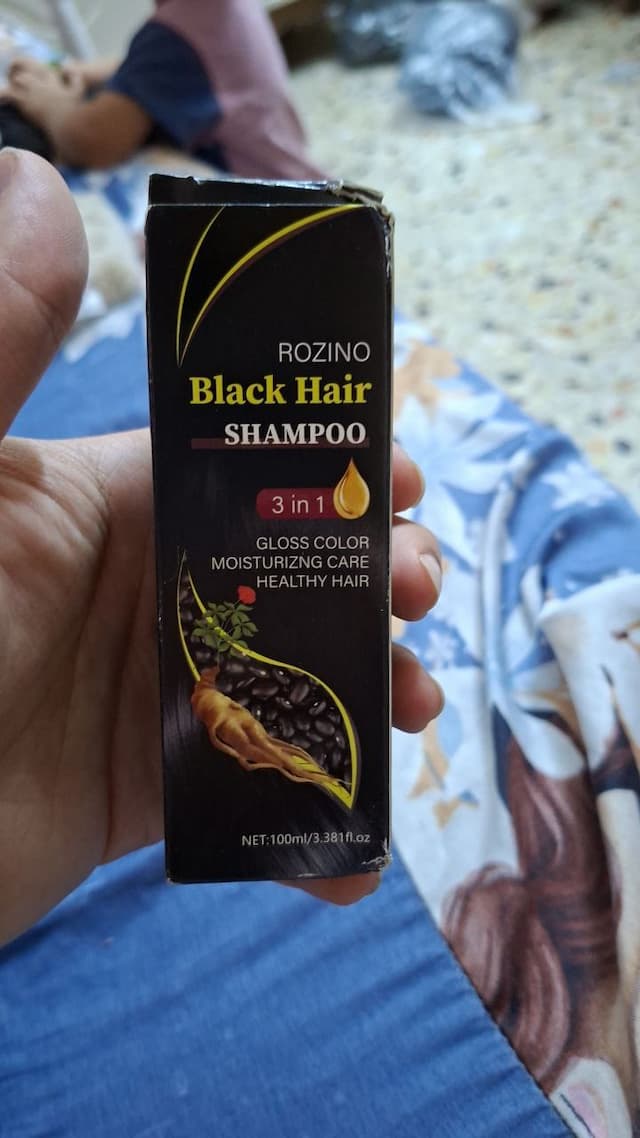 ROZINO
Black Hair
SHAMPOO
3 in 1
GLOSS COLOR
MOISTURIZNG CARE
HEALTHY HAIR
NET:100ml/3.381fl.oz